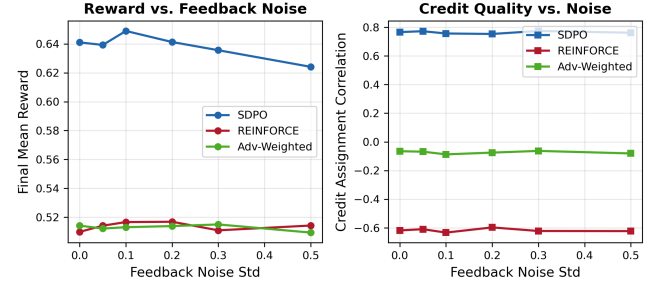 Reward vs. Feedback Noise
Final Mean Reward
0.64
0.62
0.60
0.58
0.56
0.54
0.52
SDPO
REINFORCE
Adv-Weighted
0.0 0.1 0.2 0.3 0.4 0.5
Feedback Noise Std
Credit Quality vs. Noise
Credit Assignment Correlation
0.8
0.6
0.4
0.2
0.0
−0.2
−0.4
−0.6
SDPO
REINFORCE
Adv-Weighted
0.0 0.1 0.2 0.3 0.4 0.5
Feedback Noise Std